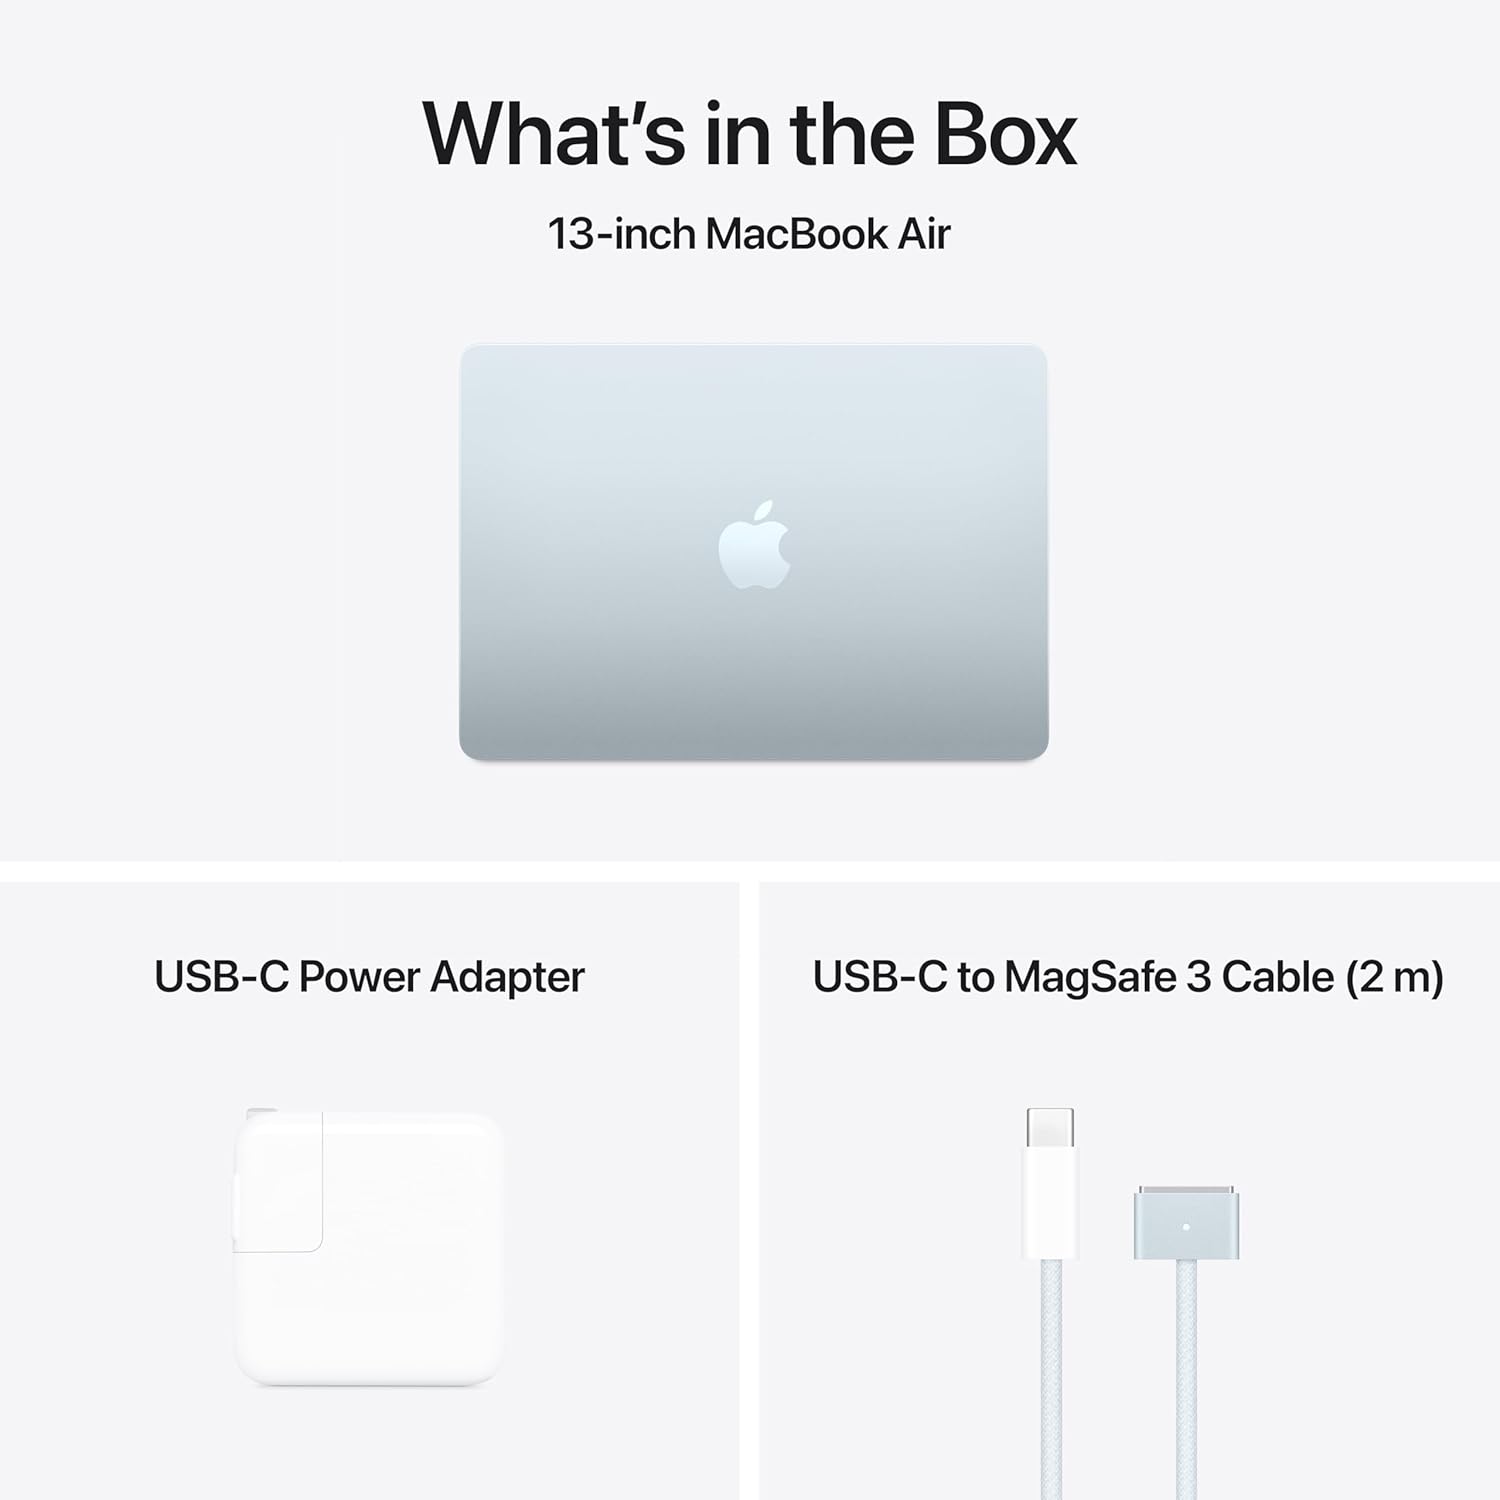 What’s in the Box
13-inch MacBook Air
USB-C Power Adapter
USB-C to MagSafe 3 Cable (2 m)